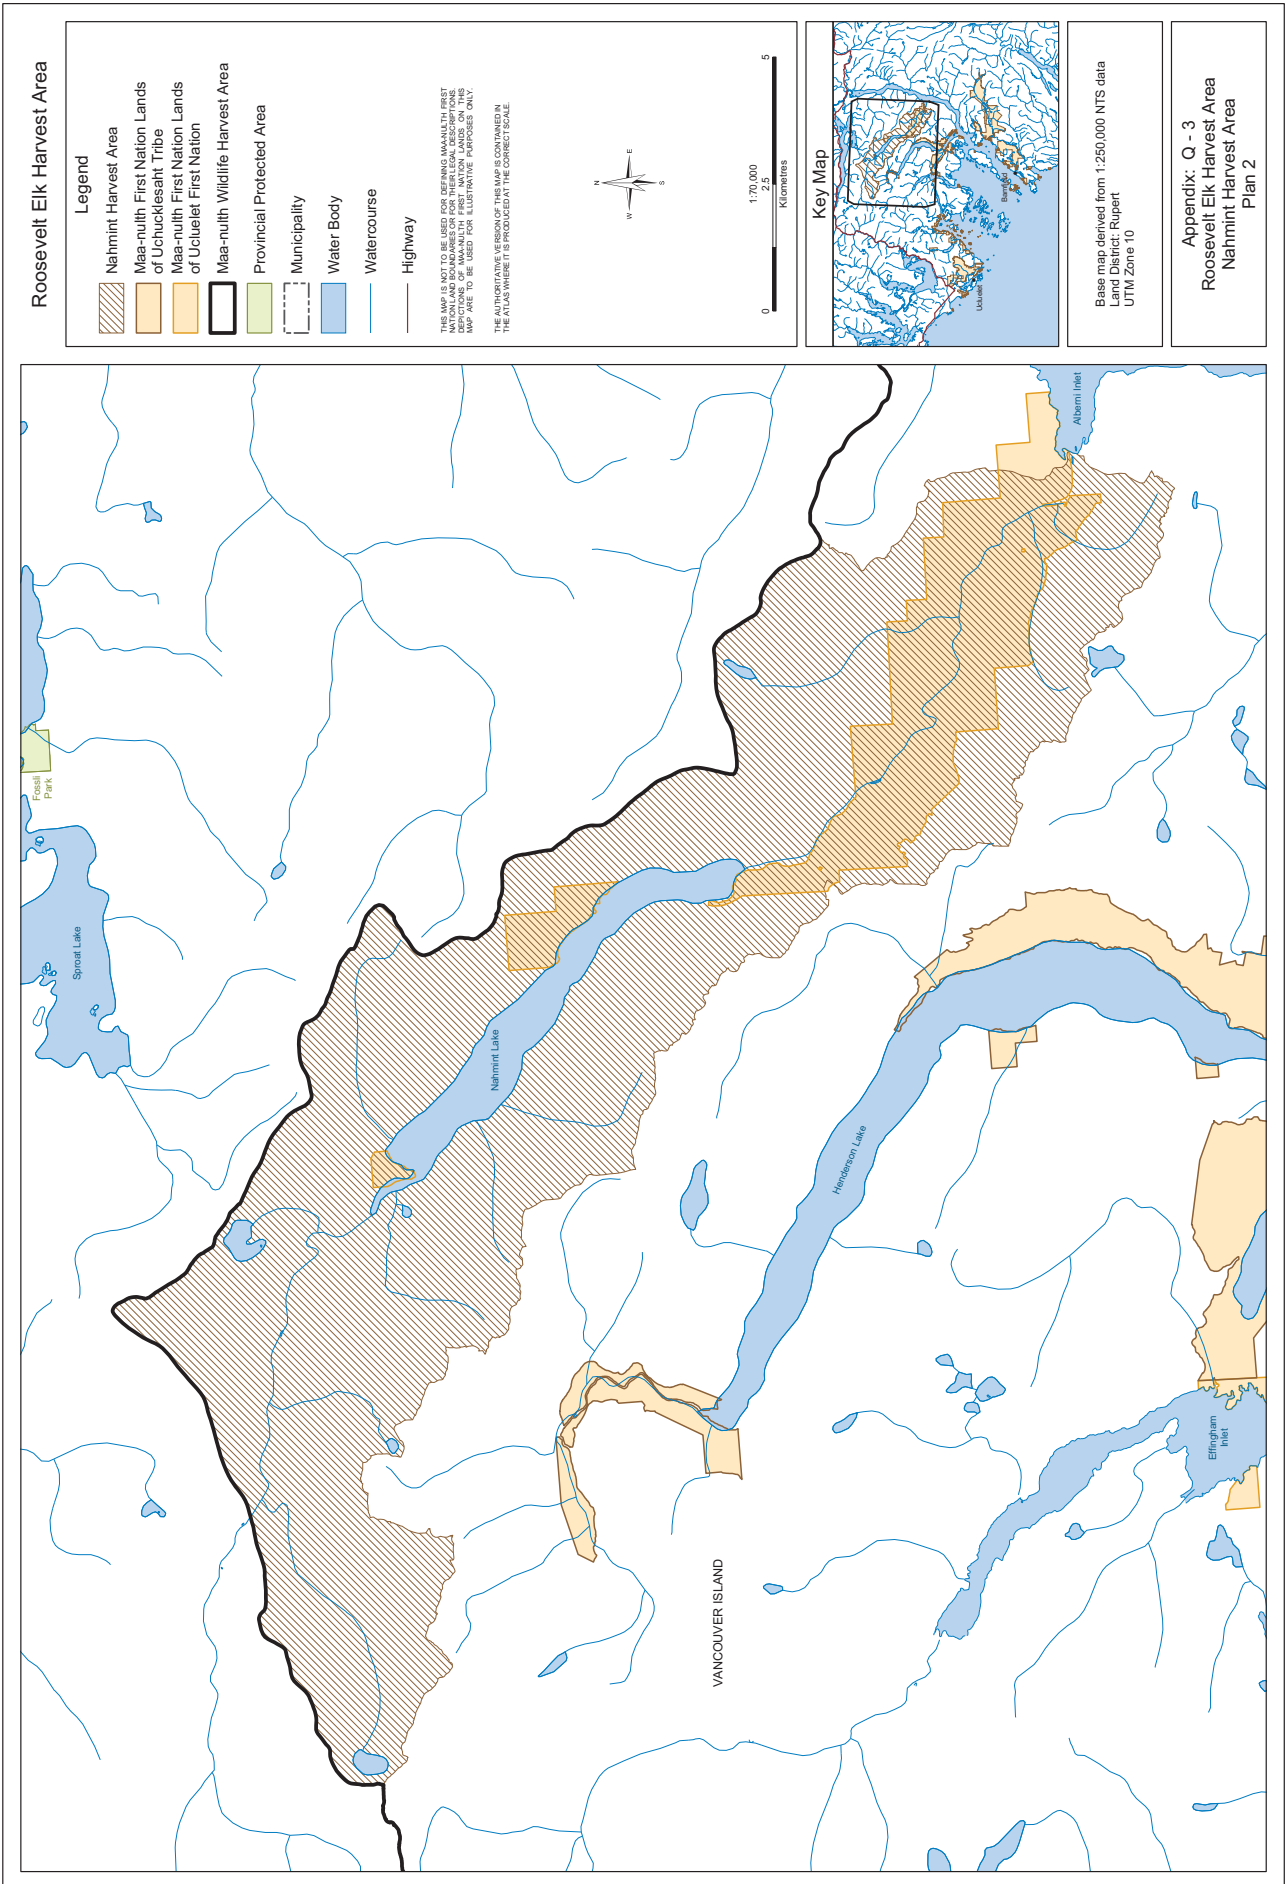 Roosevelt Elk Harvest Area
Legend
Nahmint Harvest Area
Maa-nulth First Nation Lands
of Uchucklesaht Tribe
Maa-nulth First Nation Lands
of Ucluelet First Nation
Maa-nulth Wildlife Harvest Area
Provincial Protected Area
Municipality
Water Body
Watercourse
Highway
THIS MAP IS NOT TO BE USED FOR DEFINING MAA-NULTH FIRST
NATION LAND BOUNDARIES OR FOR THEIR LEGAL DESCRIPTIONS.
DEPICTIONS OF MAA-NULTH FIRST NATION LANDS ON THIS
MAP ARE TO BE USED FOR ILLUSTRATIVE PURPOSES ONLY.
THE AUTHORITATIVE VERSION OF THIS MAP IS CONTAINED IN
THE ATLAS WHERE IT IS PRODUCED AT THE CORRECT SCALE.
N
W E
S
1:70,000
0 2.5 5
Kilometres
Key Map
Ucluelet
Bamfield
Base map derived from 1:250,000 NTS data
Land District: Rupert
UTM Zone 10
Appendix: Q - 3
Roosevelt Elk Harvest Area
Nahmint Harvest Area
Plan 2
Fossli
Park
Sproat Lake
Nahmint Lake
Henderson Lake
Alberni Inlet
Effingham
Inlet
VANCOUVER ISLAND